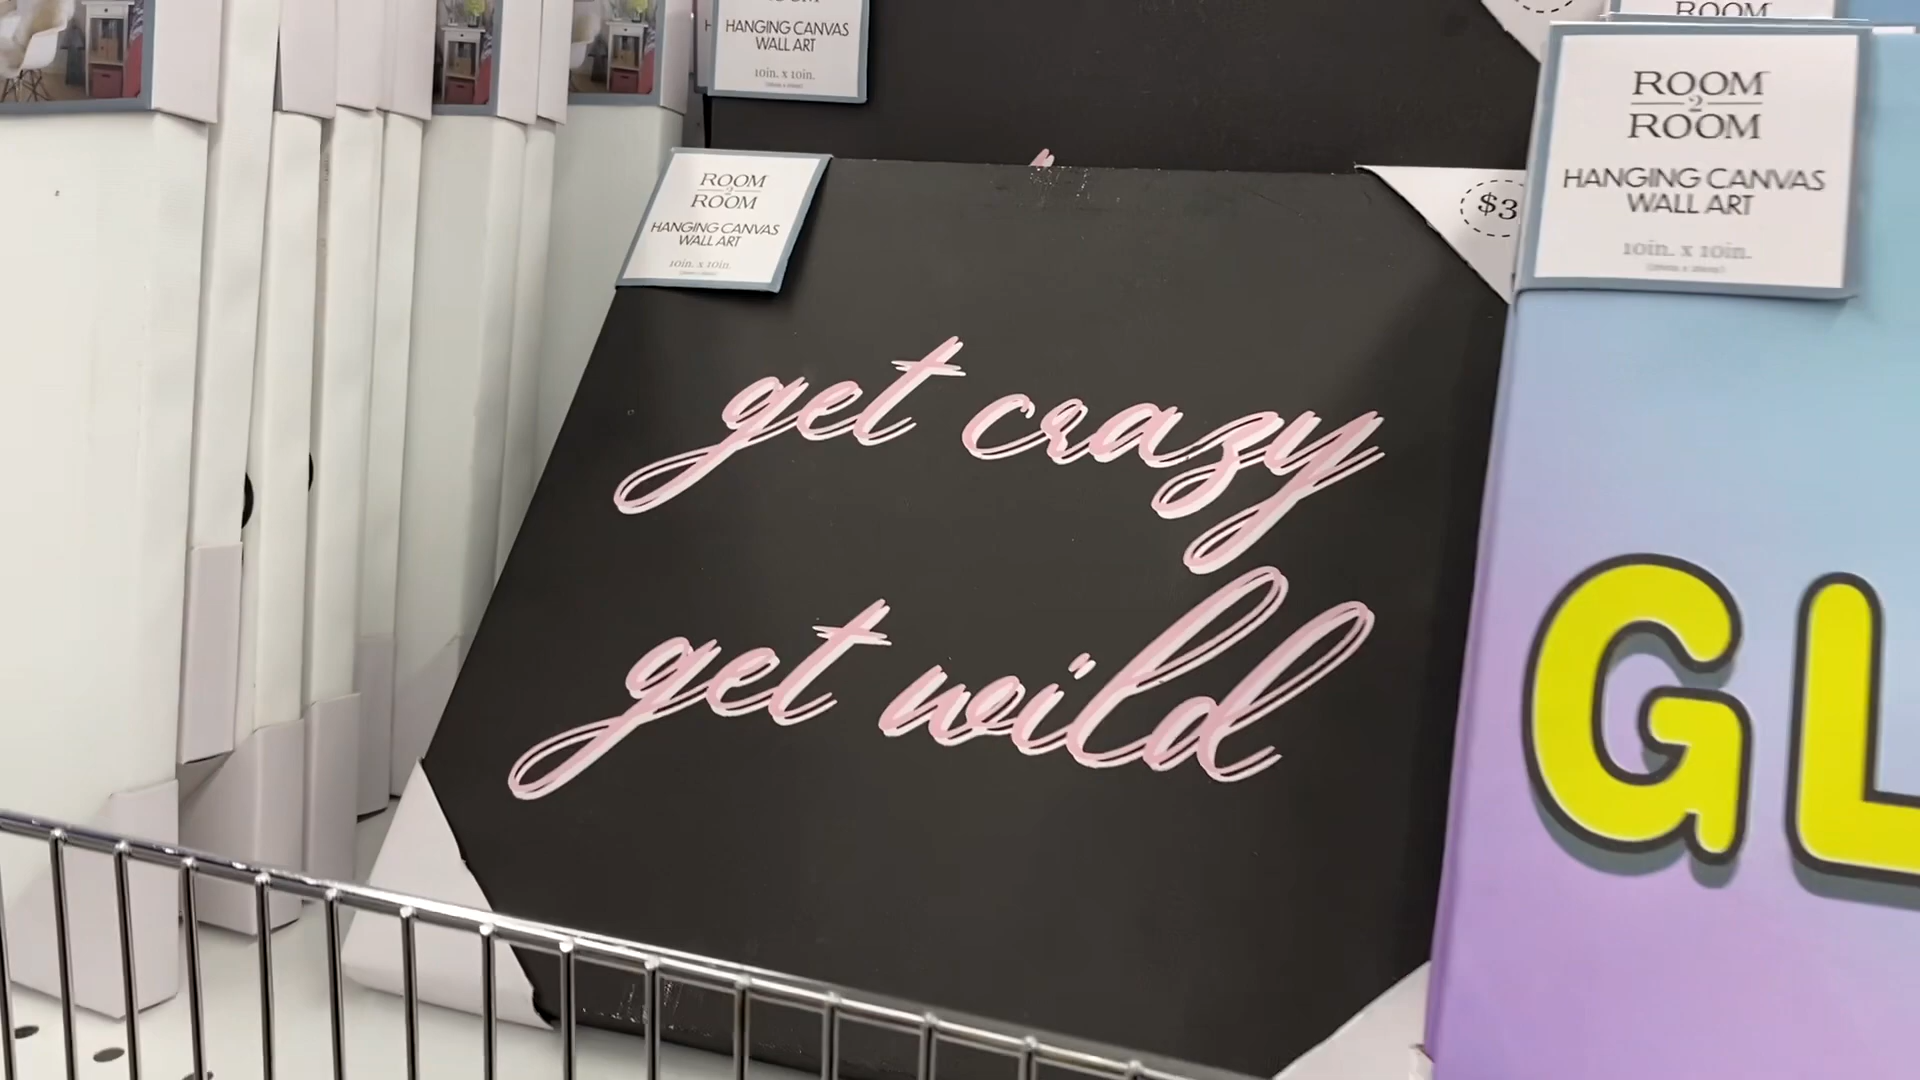 HANGING CANVAS
WALL ART
10in. x 10in.
ROOM
2
ROOM
HANGING CANVAS
WALL ART
10in. x 10in.
get crazy
get wild
$3
ROOM
ROOM
2
ROOM
HANGING CANVAS
WALL ART
10in. x 10in.
GL